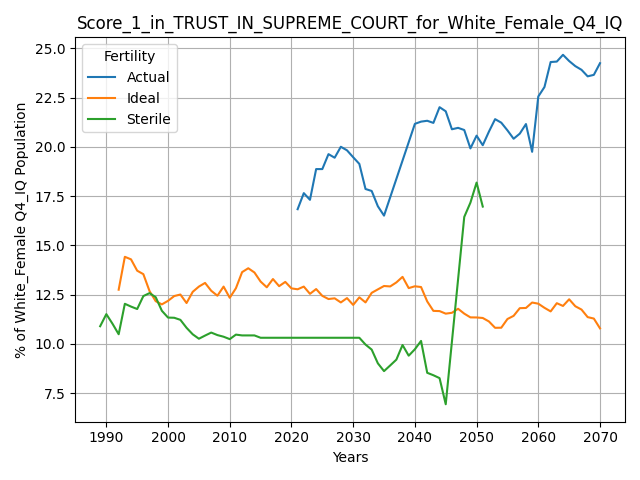 Score_1_in_TRUST_IN_SUPREME_COURT_for_White_Female_Q4_IQ
Fertility
Actual
Ideal
Sterile
% of White_Female Q4_IQ Population
25.0
22.5
20.0
17.5
15.0
12.5
10.0
7.5
1990 2000 2010 2020 2030 2040 2050 2060 2070
Years